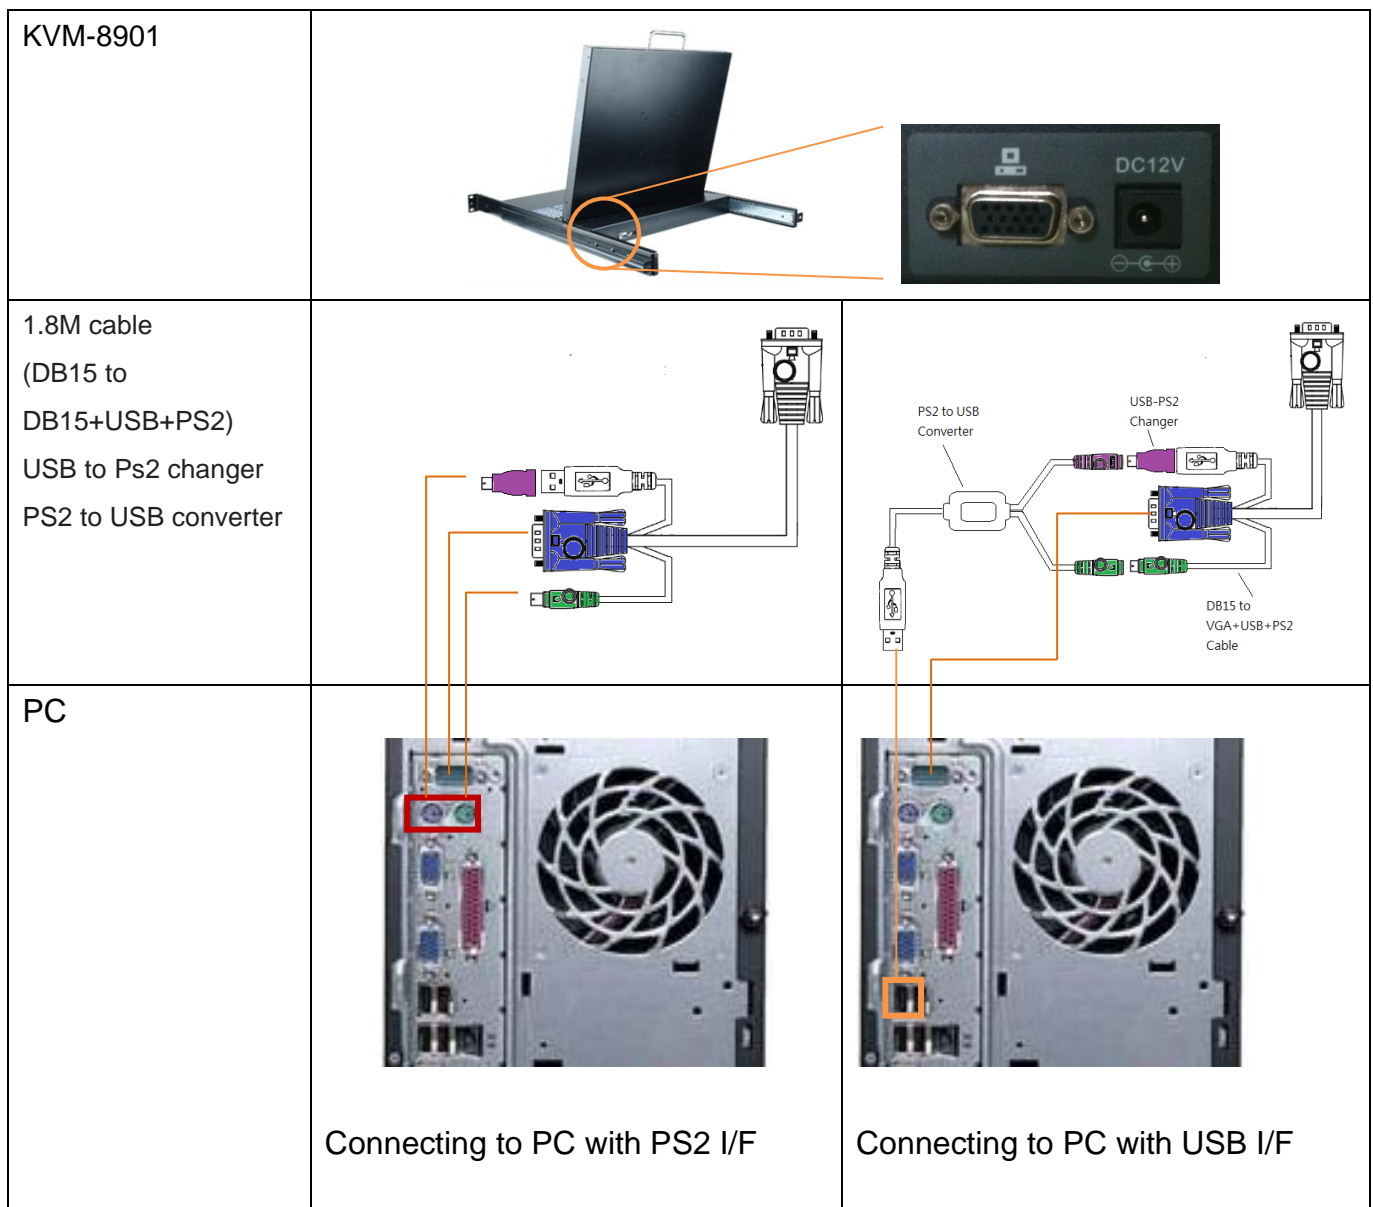 KVM-8901
DC12V
1.8M cable
(DB15 to
DB15+USB+PS2)
USB to Ps2 changer
PS2 to USB converter
PS2 to USB
Converter
USB-PS2
Changer
DB15 to
VGA+USB+PS2
Cable
PC
Connecting to PC with PS2 I/F
Connecting to PC with USB I/F